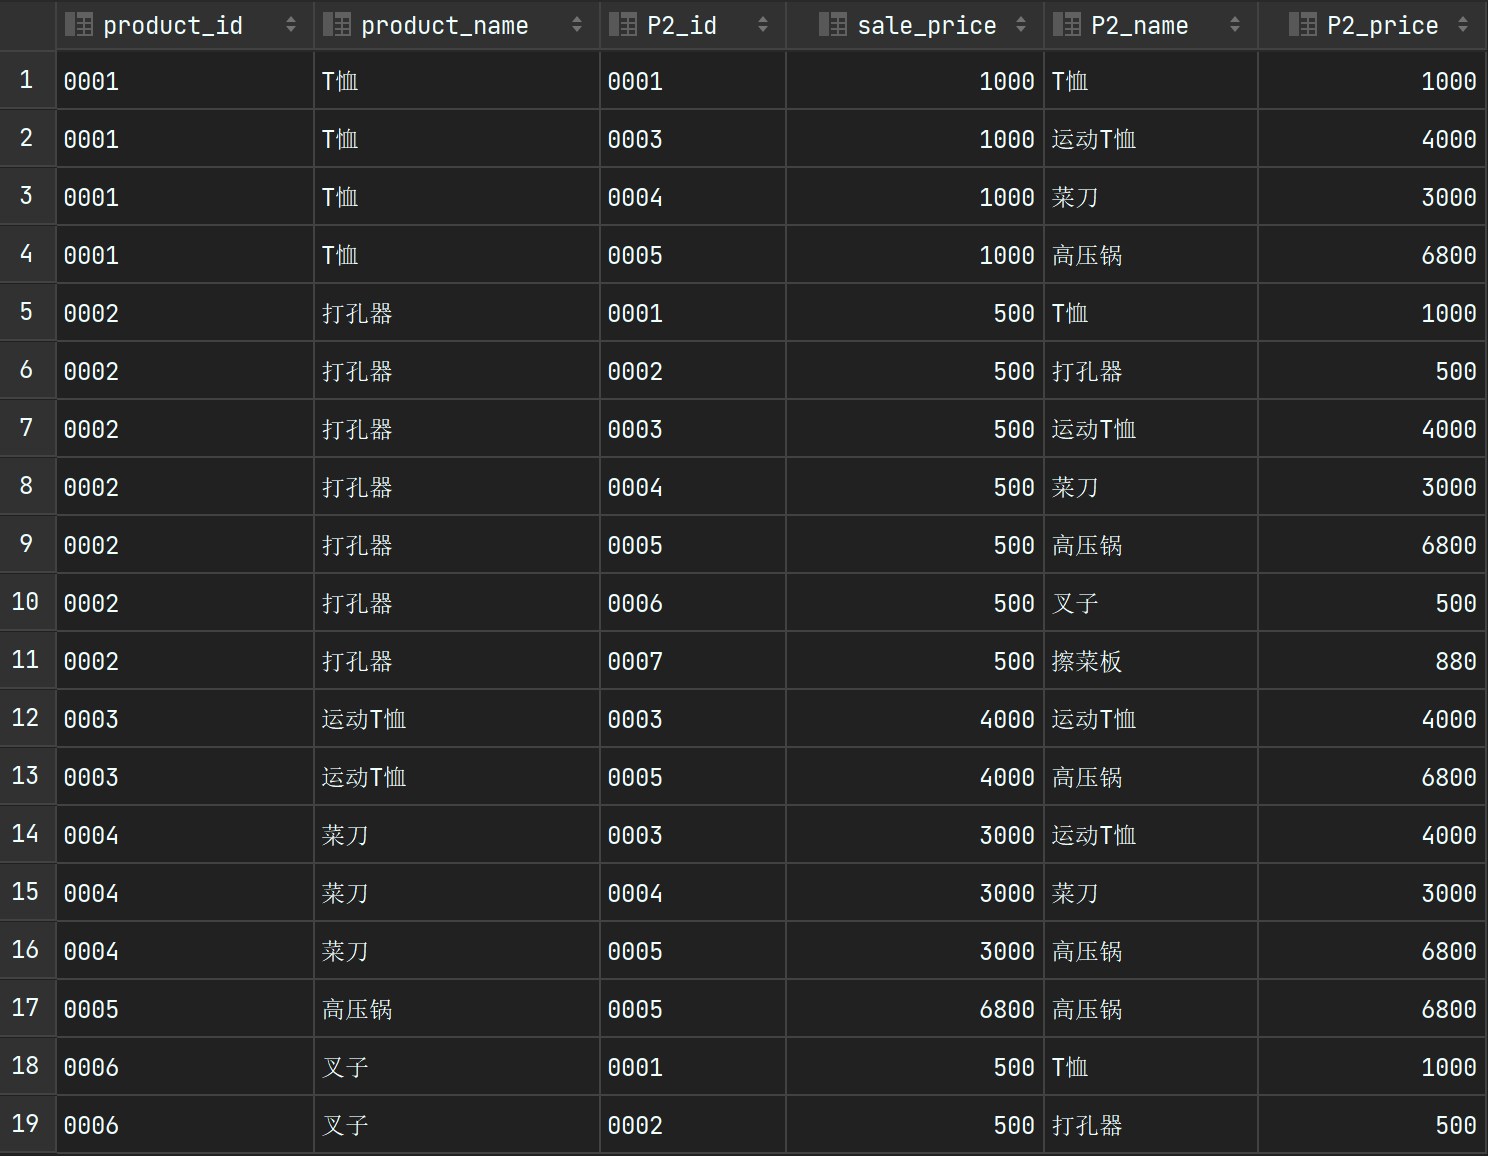 product_id product_name P2_id sale_price P2_name P2_price
1 0001 T恤 0001 1000 T恤 1000
2 0001 T恤 0003 1000 运动T恤 4000
3 0001 T恤 0004 1000 菜刀 3000
4 0001 T恤 0005 1000 高压锅 6800
5 0002 打孔器 0001 500 T恤 1000
6 0002 打孔器 0002 500 打孔器 500
7 0002 打孔器 0003 500 运动T恤 4000
8 0002 打孔器 0004 500 菜刀 3000
9 0002 打孔器 0005 500 高压锅 6800
10 0002 打孔器 0006 500 叉子 500
11 0002 打孔器 0007 500 擦菜板 880
12 0003 运动T恤 0003 4000 运动T恤 4000
13 0003 运动T恤 0005 4000 高压锅 6800
14 0004 菜刀 0003 3000 运动T恤 4000
15 0004 菜刀 0004 3000 菜刀 3000
16 0004 菜刀 0005 3000 高压锅 6800
17 0005 高压锅 0005 6800 高压锅 6800
18 0006 叉子 0001 500 T恤 1000
19 0006 叉子 0002 500 打孔器 500